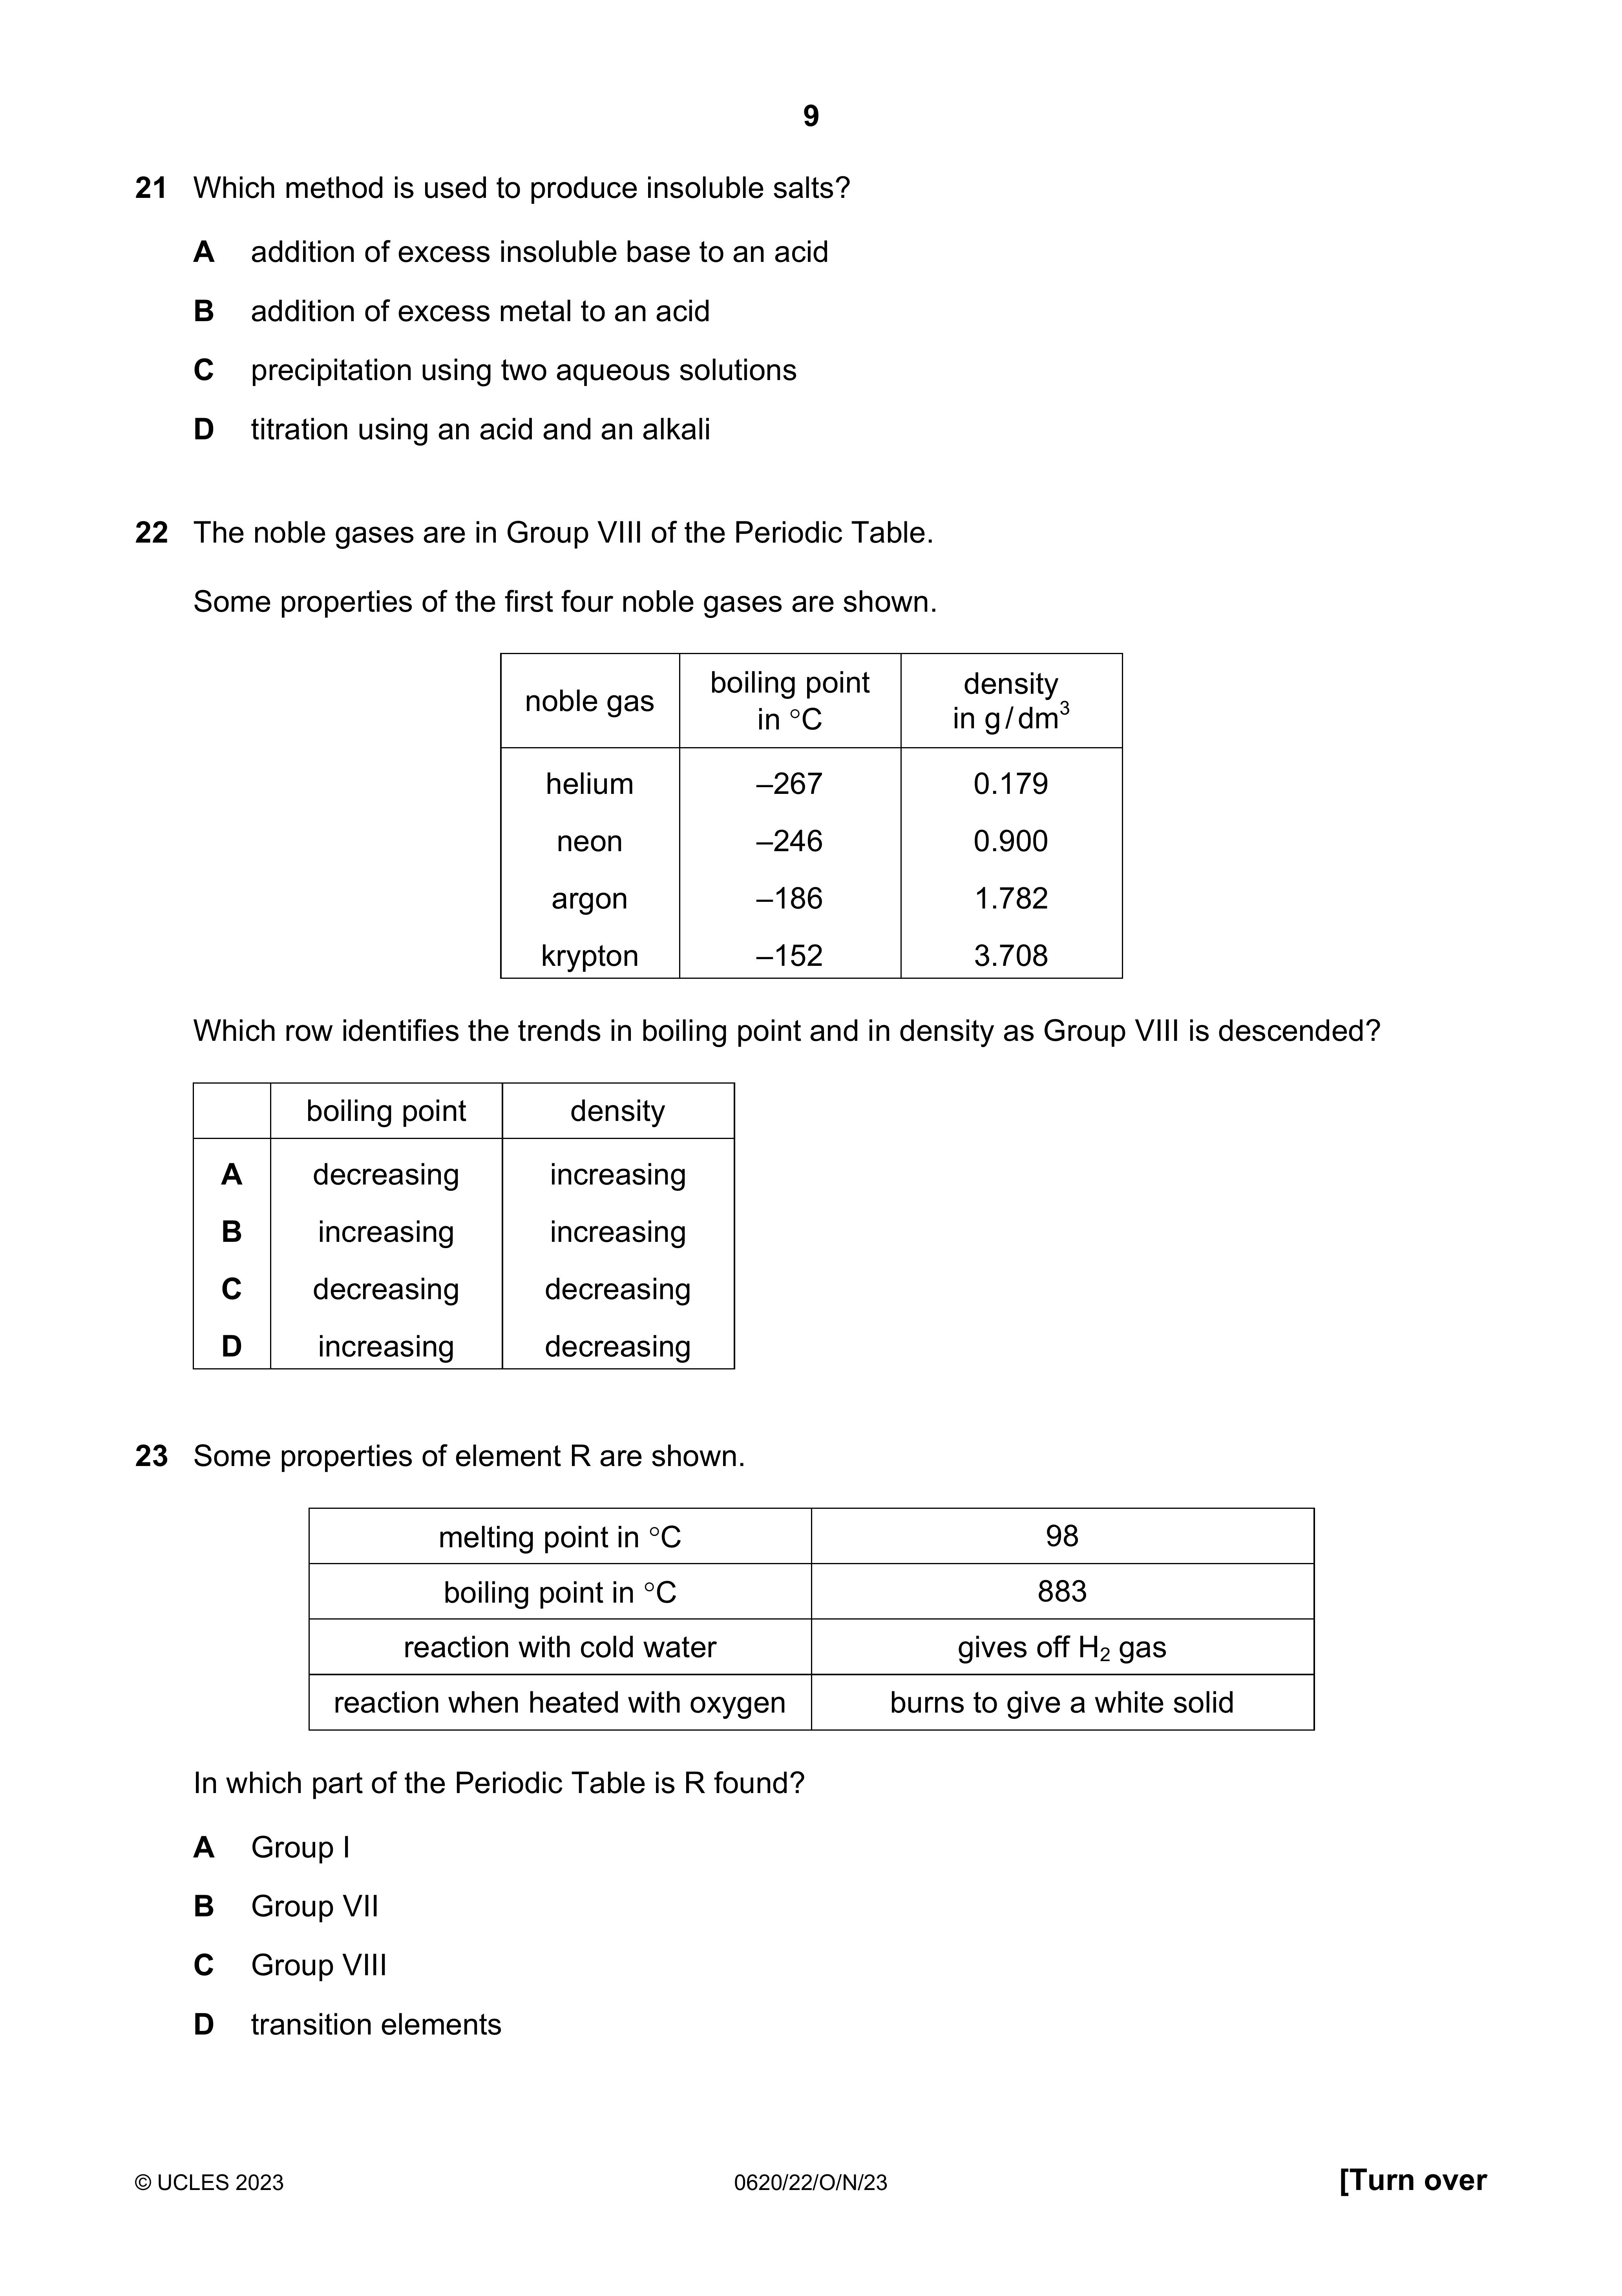 9
21 Which method is used to produce insoluble salts?
A addition of excess insoluble base to an acid
B addition of excess metal to an acid
C precipitation using two aqueous solutions
D titration using an acid and an alkali
22 The noble gases are in Group VIII of the Periodic Table.
Some properties of the first four noble gases are shown.
noble gas boiling point in °C density in g/dm³
helium –267 0.179
neon –246 0.900
argon –186 1.782
krypton –152 3.708
Which row identifies the trends in boiling point and in density as Group VIII is descended?
boiling point density
A decreasing increasing
B increasing increasing
C decreasing decreasing
D increasing decreasing
23 Some properties of element R are shown.
melting point in °C 98
boiling point in °C 883
reaction with cold water gives off H₂ gas
reaction when heated with oxygen burns to give a white solid
In which part of the Periodic Table is R found?
A Group I
B Group VII
C Group VIII
D transition elements
© UCLES 2023 0620/22/O/N/23 [Turn over